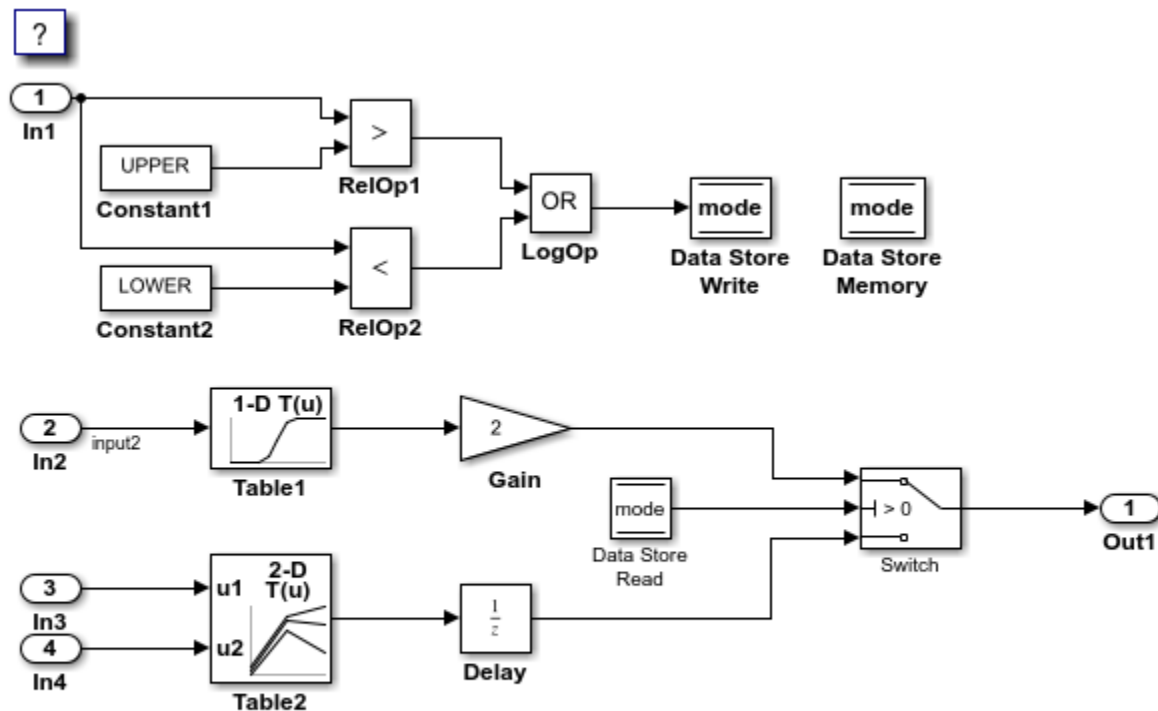 ?
1
In1
UPPER
Constant1
>
RelOp1
LOWER
Constant2
<
RelOp2
OR
LogOp
mode
Data Store
Write
mode
Data Store
Memory
2
In2
input2
1-D T(u)
Table1
2
Gain
mode
Data Store
Read
> 0
Switch
1
Out1
3
In3
4
In4
u1
u2
2-D
T(u)
Table2
1
z
Delay